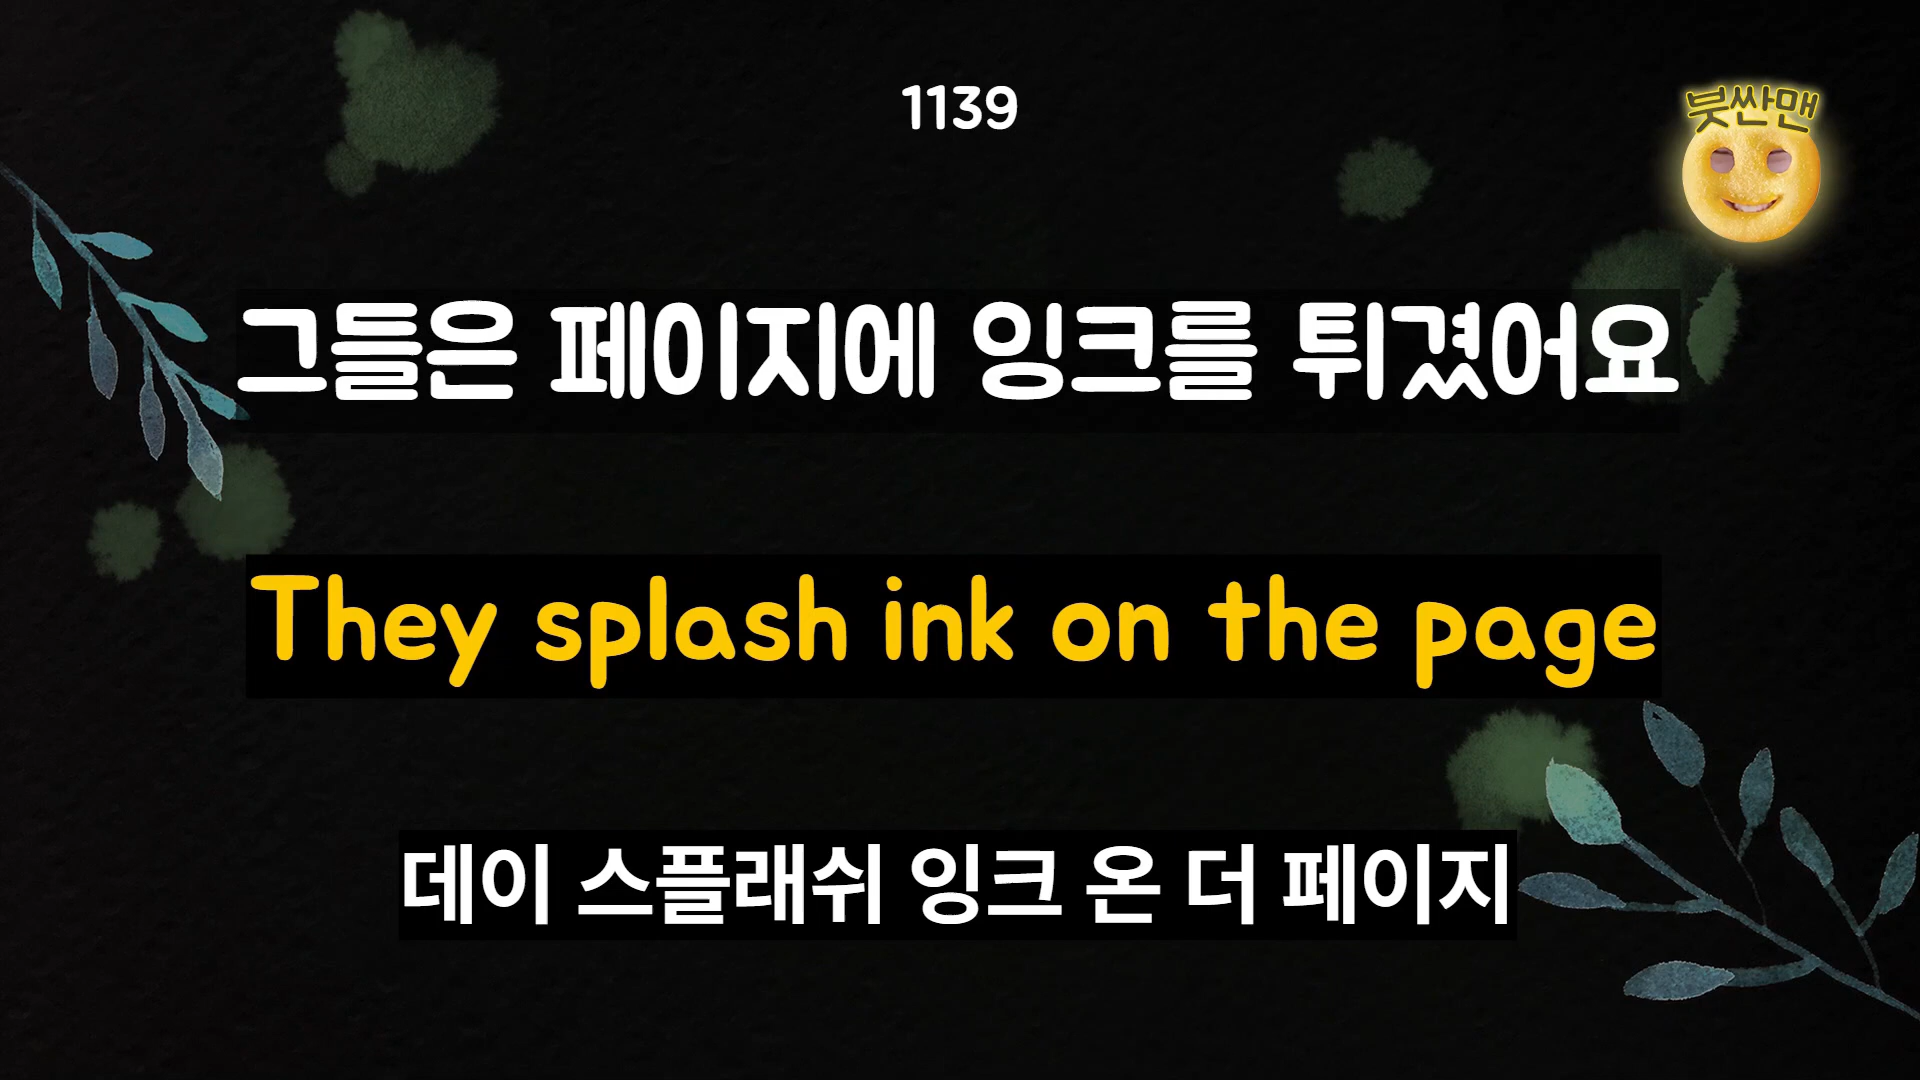 1139
붓싼맨
그들은 페이지에 잉크를 튀겼어요
They splash ink on the page
데이 스플래쉬 잉크 온 더 페이지